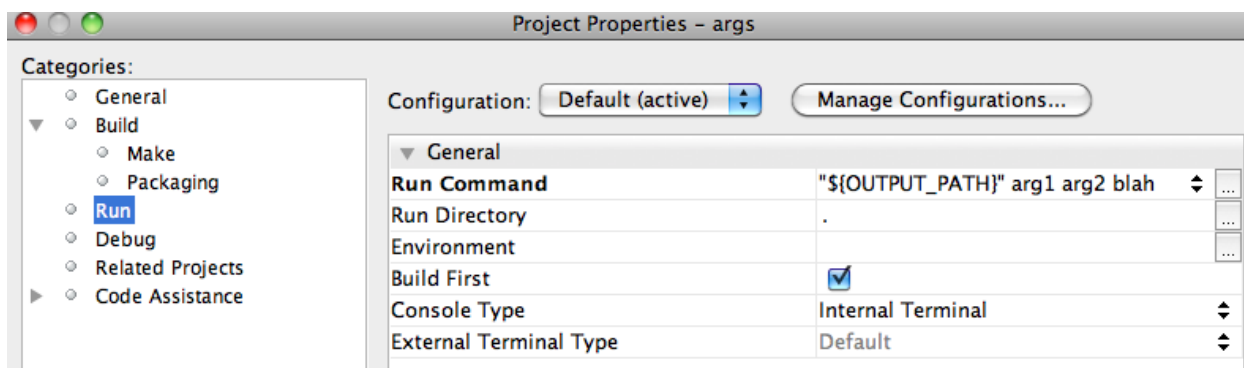 Project Properties – args
Categories:
General
Build
Make
Packaging
Run
Debug
Related Projects
Code Assistance
Configuration: Default (active) Manage Configurations...
General
Run Command "${OUTPUT_PATH}" arg1 arg2 blah ...
Run Directory . ...
Environment ...
Build First
Console Type Internal Terminal
External Terminal Type Default